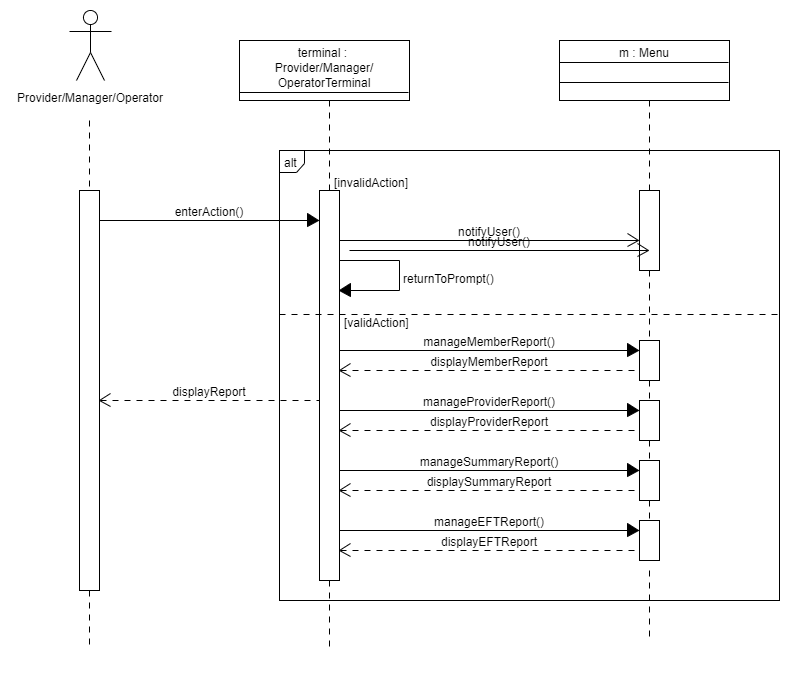 terminal :
Provider/Manager/
OperatorTerminal
m : Menu
Provider/Manager/Operator
alt
[invalidAction]
enterAction()
notifyUser()
notifyUser()
returnToPrompt()
[validAction]
manageMemberReport()
displayMemberReport
displayReport
manageProviderReport()
displayProviderReport
manageSummaryReport()
displaySummaryReport
manageEFTReport()
displayEFTReport